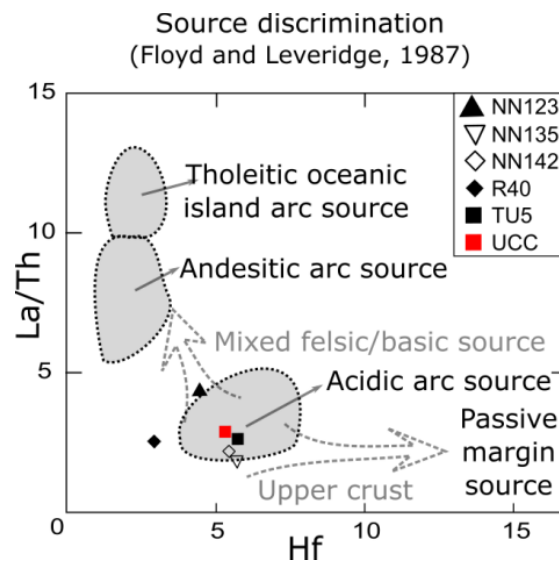 Source discrimination
(Floyd and Leveridge, 1987)
15
NN123
NN135
NN142
R40
TU5
UCC
Tholeitic oceanic
island arc source
10
Andesitic arc source
La/Th
Mixed felsic/basic source
5
Acidic arc source
Passive
margin
source
Upper crust
0
5
10
15
Hf